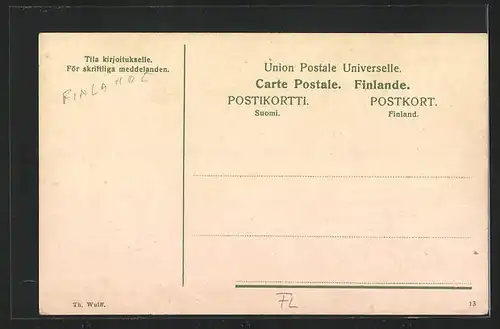 Tila kirjoitukselle.
För skriftliga meddelanden.
Union Postale Universelle.
Carte Postale. Finlande.
POSTIKORTTI. POSTKORT.
Suomi. Finland.
Th. Wulff.
FL
13